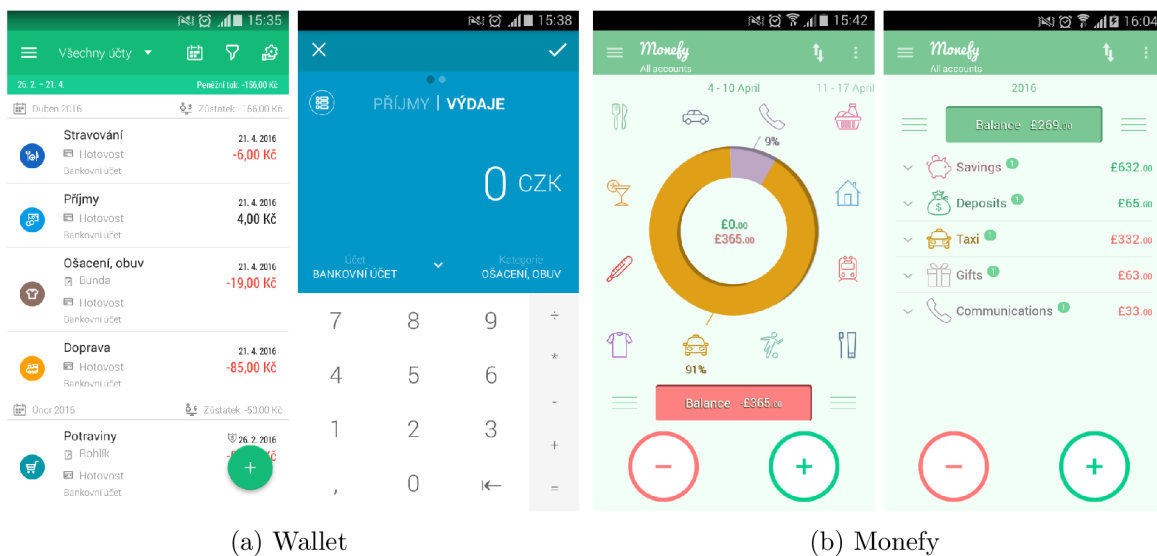 15:35
Všechny účty
26. 2. – 21. 4. Peněžní tok: -156,00 Kč
Duben 2016 Zůstatek: -156,00 Kč
Stravování 21. 4. 2016
Hotovost -6,00 Kč
Bankovní účet
Příjmy 21. 4. 2016
Hotovost 4,00 Kč
Bankovní účet
Ošacení, obuv 21. 4. 2016
Bunda -19,00 Kč
Hotovost
Bankovní účet
Doprava 21. 4. 2016
Hotovost -85,00 Kč
Bankovní účet
Únor 2016 Zůstatek: -50,00 Kč
Potraviny 26. 2. 2016
Rohlík
Hotovost
Bankovní účet
+
15:38
PŘÍJMY | VÝDAJE
0 CZK
Účet Kategorie
BANKOVNÍ ÚČET OŠACENÍ, OBUV
7 8 9 ÷
4 5 6 *
1 2 3 -
+
, 0 =
(a) Wallet
15:42
Monefy
All accounts
4 - 10 April 11 - 17 April
9%
£0.00
£365.00
91%
Balance -£365.00
− +
16:04
Monefy
All accounts
2016
Balance £269.00
Savings 1 £632.00
Deposits 1 £65.00
Taxi 1 £332.00
Gifts 1 £63.00
Communications 1 £33.00
− +
(b) Monefy